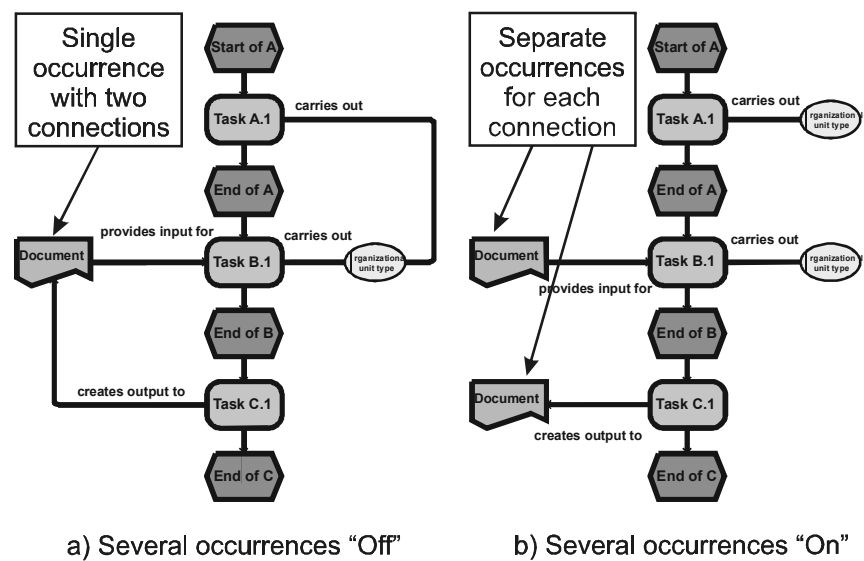 Single
occurrence
with two
connections
Start of A
carries out
Task A.1
End of A
provides input for
carries out
Document
Task B.1
rganizationa
unit type
End of B
creates output to
Task C.1
End of C
a) Several occurrences “Off”
Separate
occurrences
for each
connection
Start of A
carries out
Task A.1
rganizational
unit type
End of A
carries out
Document
Task B.1
rganizational
unit type
provides input for
End of B
Document
Task C.1
creates output to
End of C
b) Several occurrences “On”